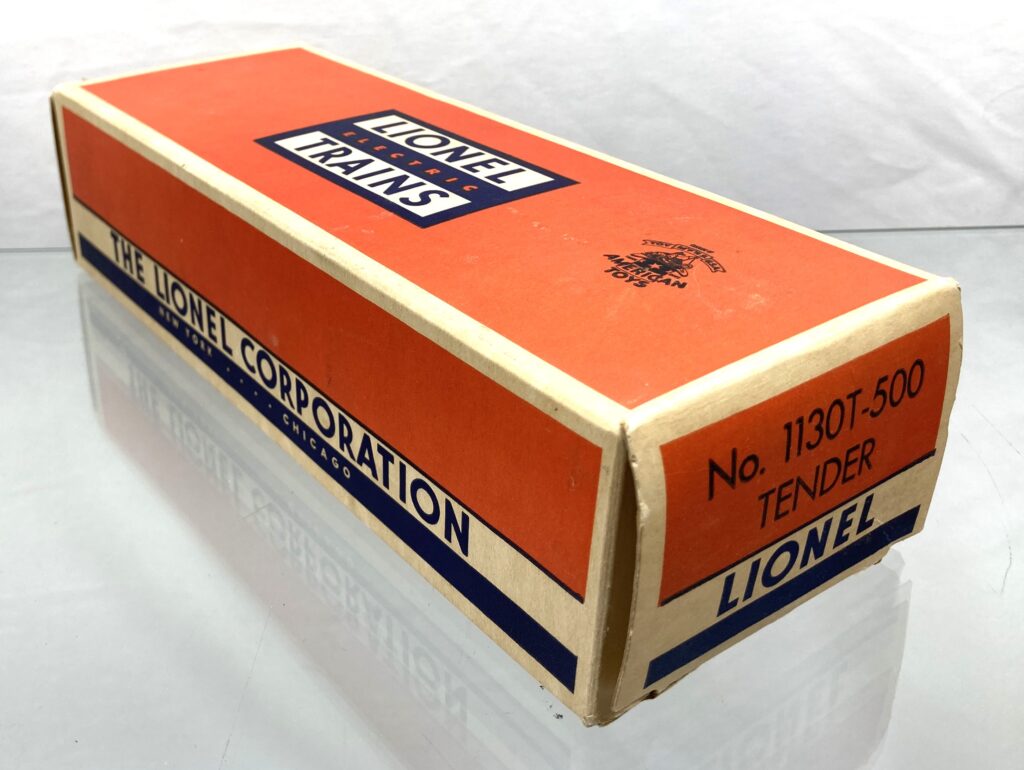 LIONEL
ELECTRIC
TRAINS
AMERICAN
TOYS
THE LIONEL CORPORATION
NEW YORK . . . . CHICAGO
No. 1130T-500
TENDER
LIONEL